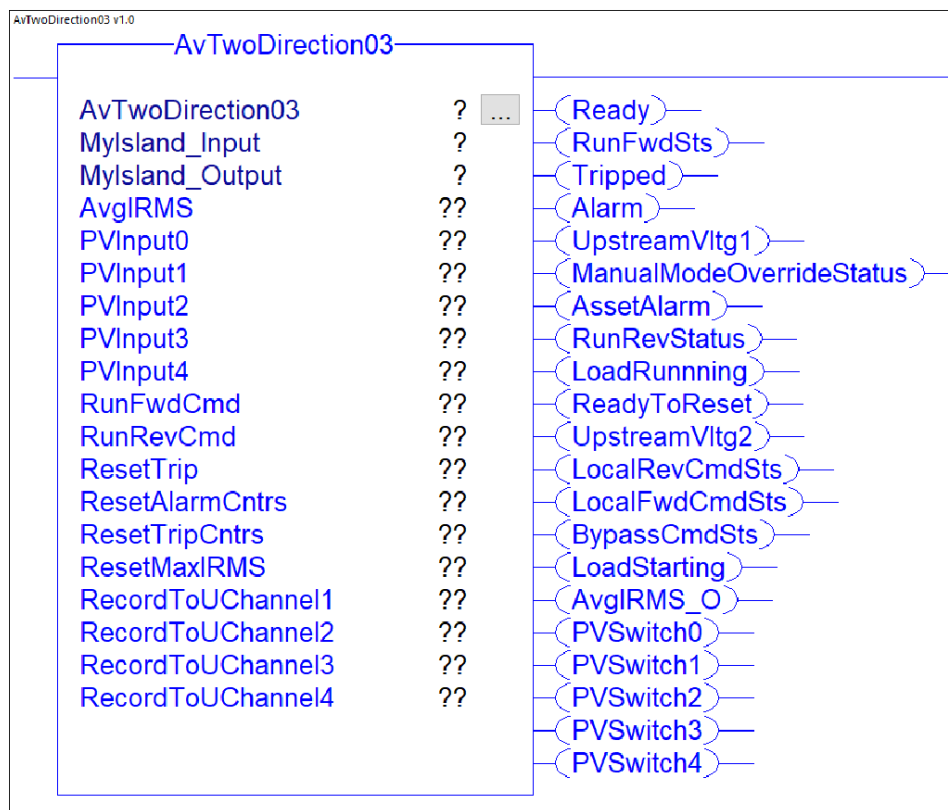 AvTwoDirection03 v1.0
AvTwoDirection03
AvTwoDirection03 ? ... Ready
MyIsland_Input ? RunFwdSts
MyIsland_Output ? Tripped
AvgIRMS ?? Alarm
PVInput0 ?? UpstreamVltg1
PVInput1 ?? ManualModeOverrideStatus
PVInput2 ?? AssetAlarm
PVInput3 ?? RunRevStatus
PVInput4 ?? LoadRunnning
RunFwdCmd ?? ReadyToReset
RunRevCmd ?? UpstreamVltg2
ResetTrip ?? LocalRevCmdSts
ResetAlarmCntrs ?? LocalFwdCmdSts
ResetTripCntrs ?? BypassCmdSts
ResetMaxIRMS ?? LoadStarting
RecordToUChannel1 ?? AvgIRMS_O
RecordToUChannel2 ?? PVSwitch0
RecordToUChannel3 ?? PVSwitch1
RecordToUChannel4 ?? PVSwitch2
PVSwitch3
PVSwitch4